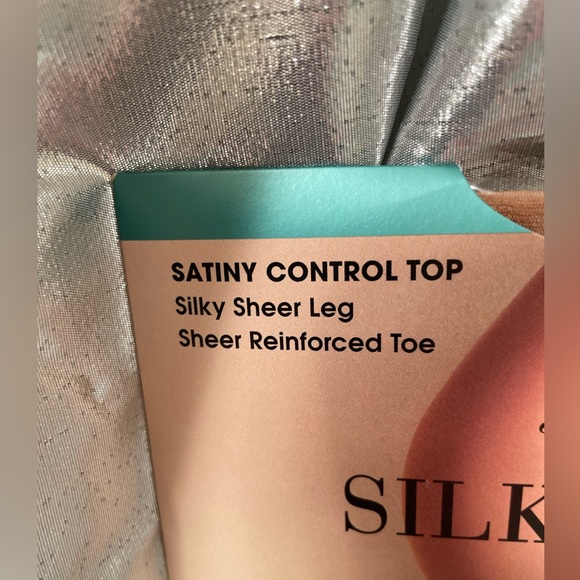 SATINY CONTROL TOP
Silky Sheer Leg
Sheer Reinforced Toe
SILK